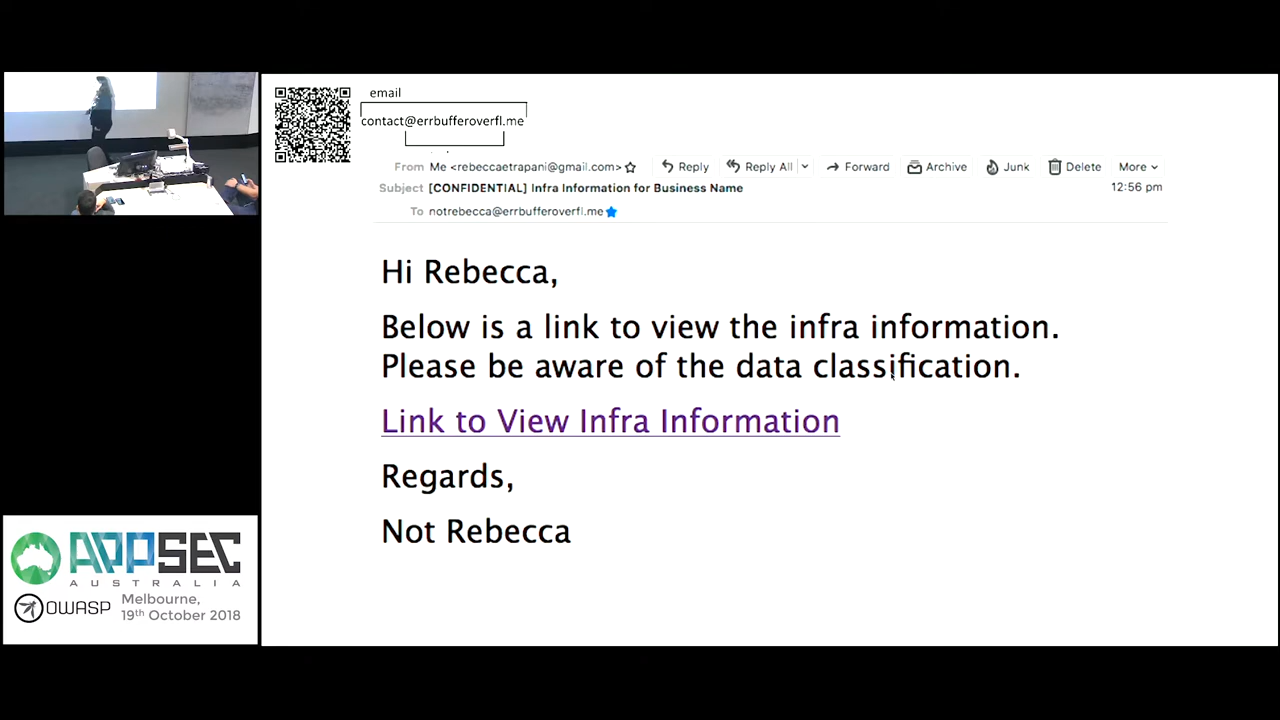 email
contact@errbufferoverfl.me
From Me <rebeccaetrapani@gmail.com> Reply Reply All Forward Archive Junk Delete More
Subject [CONFIDENTIAL] Infra Information for Business Name 12:56 pm
To notrebecca@errbufferoverfl.me
Hi Rebecca,
Below is a link to view the infra information.
Please be aware of the data classification.
Link to View Infra Information
Regards,
Not Rebecca
APPSEC
AUSTRALIA
OWASP
Melbourne,
19th October 2018